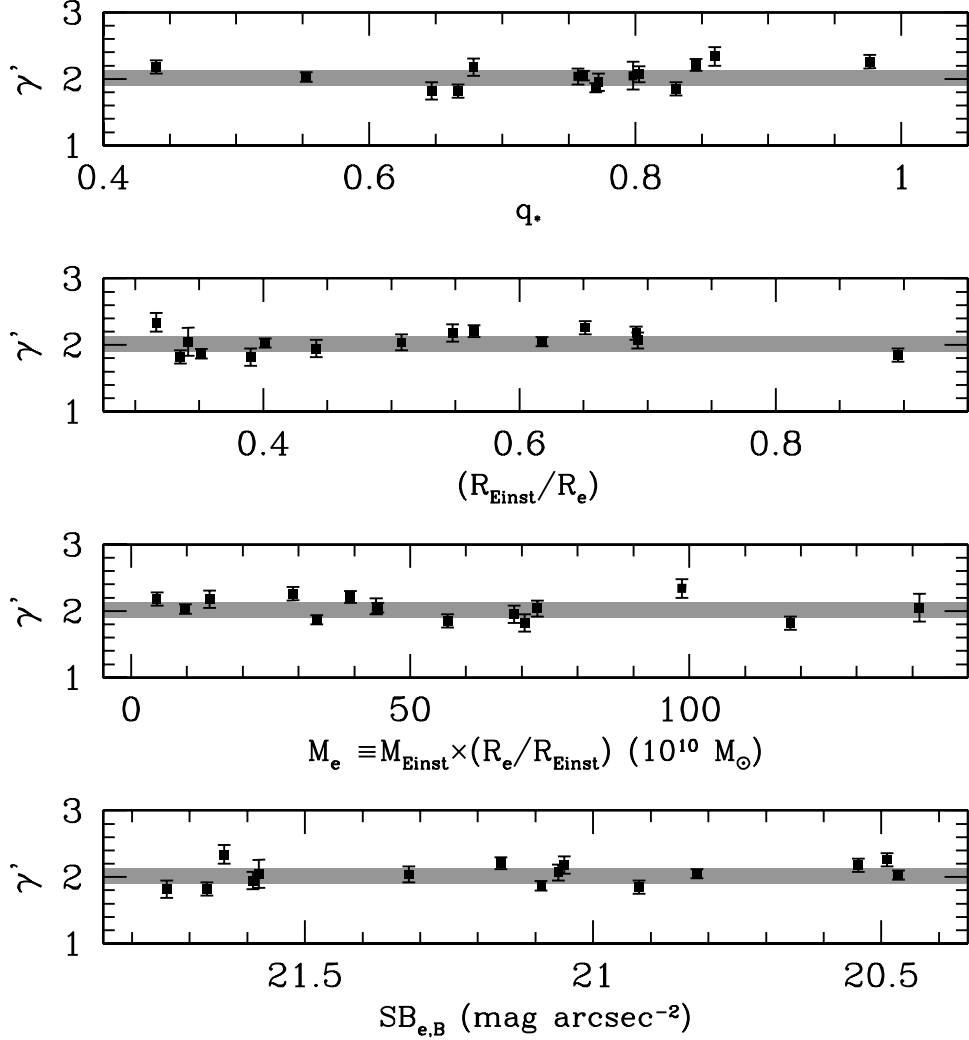 3
γ'
2
1
0.4 0.6 0.8 1
q*
3
γ'
2
1
0.4 0.6 0.8
(R_Einst/R_e)
3
γ'
2
1
0 50 100
M_e ≡M_Einst×(R_e/R_Einst) (10¹⁰ M_⊙)
3
γ'
2
1
21.5 21 20.5
SB_e,B (mag arcsec⁻²)